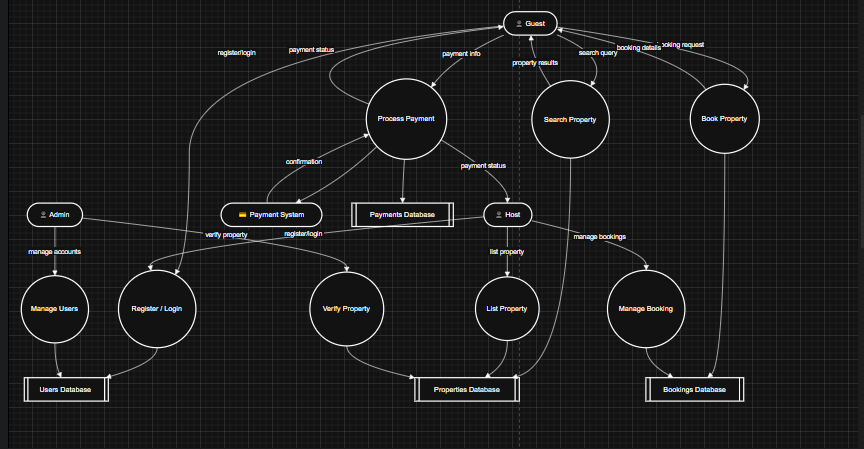 Guest
register/login
payment status
payment info
search query
booking details
booking request
property results
Process Payment
Search Property
Book Property
confirmation
payment status
Admin
Payment System
Payments Database
Host
manage accounts
verify property
register/login
list property
manage bookings
Manage Users
Register / Login
Verify Property
List Property
Manage Booking
Users Database
Properties Database
Bookings Database